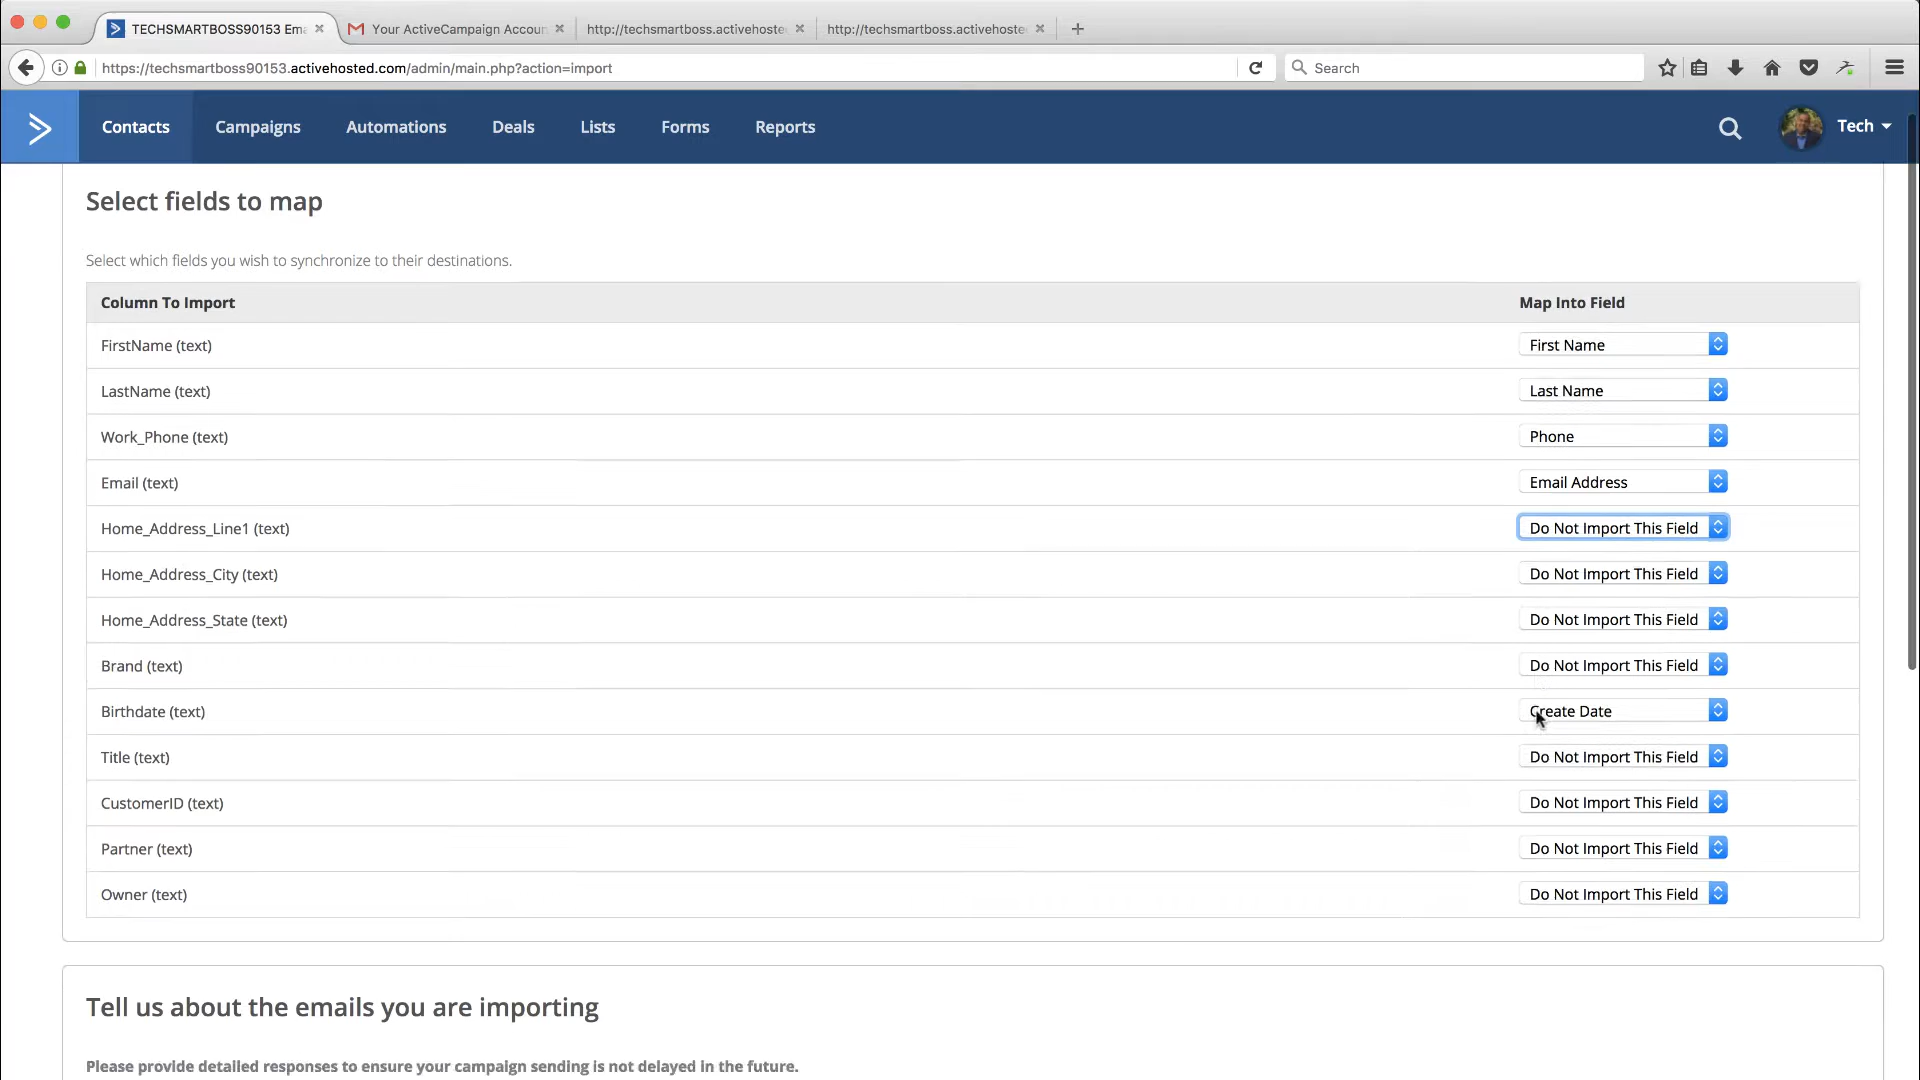 TECHSMARTBOSS90153 Ema
Your ActiveCampaign Accoun
http://techsmartboss.activehoste
http://techsmartboss.activehoste
https://techsmartboss90153.activehosted.com/admin/main.php?action=import
Search
Contacts
Campaigns
Automations
Deals
Lists
Forms
Reports
Tech
Select fields to map
Select which fields you wish to synchronize to their destinations.
Column To Import
Map Into Field
FirstName (text)
First Name
LastName (text)
Last Name
Work_Phone (text)
Phone
Email (text)
Email Address
Home_Address_Line1 (text)
Do Not Import This Field
Home_Address_City (text)
Do Not Import This Field
Home_Address_State (text)
Do Not Import This Field
Brand (text)
Do Not Import This Field
Birthdate (text)
Create Date
Title (text)
Do Not Import This Field
CustomerID (text)
Do Not Import This Field
Partner (text)
Do Not Import This Field
Owner (text)
Do Not Import This Field
Tell us about the emails you are importing
Please provide detailed responses to ensure your campaign sending is not delayed in the future.